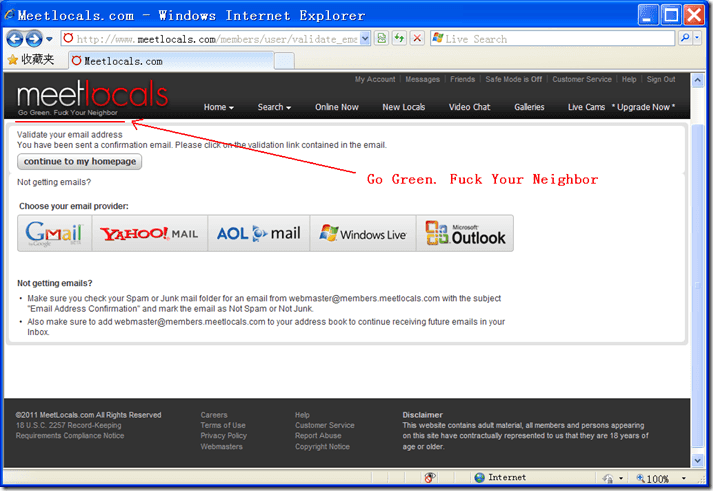 Meetlocals.com - Windows Internet Explorer
http://www.meetlocals.com/members/user/validate_ema
Live Search
收藏夹
Meetlocals.com
My Account | Messages | Friends | Safe Mode is Off | Customer Service | Help | Sign Out
meetlocals
Go Green. Fuck Your Neighbor
Home Search Online Now New Locals Video Chat Galleries Live Cams * Upgrade Now *
Validate your email address
You have been sent a confirmation email. Please click on the validation link contained in the email.
continue to my homepage
Go Green. Fuck Your Neighbor
Not getting emails?
Choose your email provider:
Gmail by Google
YAHOO! MAIL
AOL mail
Windows Live
Microsoft Outlook
Not getting emails?
• Make sure you check your Spam or Junk mail folder for an email from webmaster@members.meetlocals.com with the subject
"Email Address Confirmation" and mark the email as Not Spam or Not Junk.
• Also make sure to add webmaster@members.meetlocals.com to your address book to continue receiving future emails in your
Inbox.
©2011 MeetLocals.com All Rights Reserved
18 U.S.C. 2257 Record-Keeping
Requirements Compliance Notice
Careers
Terms of Use
Privacy Policy
Webmasters
Help
Customer Service
Report Abuse
Copyright Notice
Disclaimer
This website contains adult material, all members and persons appearing
on this site have contractually represented to us that they are 18 years of
age or older.
Internet
100%